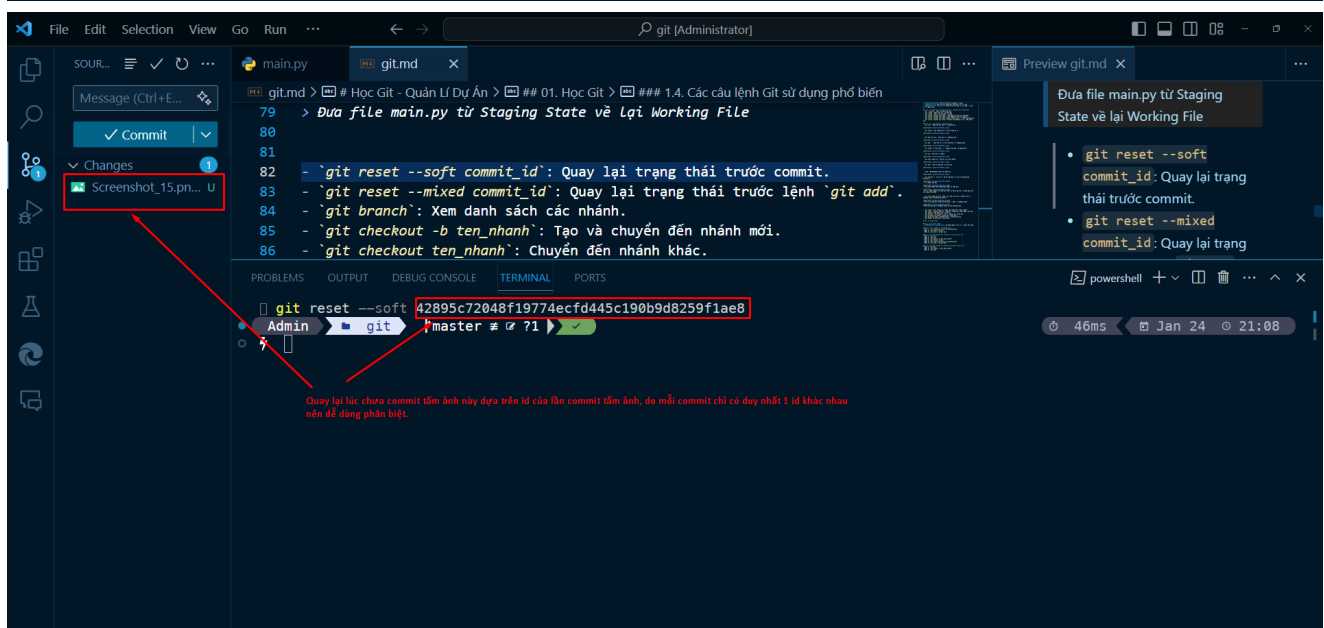 File Edit Selection View Go Run ··· git [Administrator]
SOUR...
main.py
git.md
Preview git.md
Message (Ctrl+E...
Commit
Changes 1
Screenshot_15.pn... U
1
git.md > # Học Git - Quản Lí Dự Án > ## 01. Học Git > ### 1.4. Các câu lệnh Git sử dụng phổ biến
79 > Đưa file main.py từ Staging State về lại Working File
80
81
82 - `git reset --soft commit_id`: Quay lại trạng thái trước commit.
83 - `git reset --mixed commit_id`: Quay lại trạng thái trước lệnh `git add`.
84 - `git branch`: Xem danh sách các nhánh.
85 - `git checkout -b ten_nhanh`: Tạo và chuyển đến nhánh mới.
86 - `git checkout ten_nhanh`: Chuyển đến nhánh khác.
Đưa file main.py từ Staging
State về lại Working File
• git reset --soft
commit_id: Quay lại trạng
thái trước commit.
• git reset --mixed
commit_id: Quay lại trạng
PROBLEMS OUTPUT DEBUG CONSOLE TERMINAL PORTS
powershell
git reset --soft 42895c72048f19774ecfd445c190b9d8259f1ae8
Admin git master ≢ ?1 ✓
46ms Jan 24 21:08
Quay lại lúc chưa commit tấm ảnh này dựa trên id của lần commit tấm ảnh, do mỗi commit chỉ có duy nhất 1 id khác nhau
nên dễ dàng phân biệt.